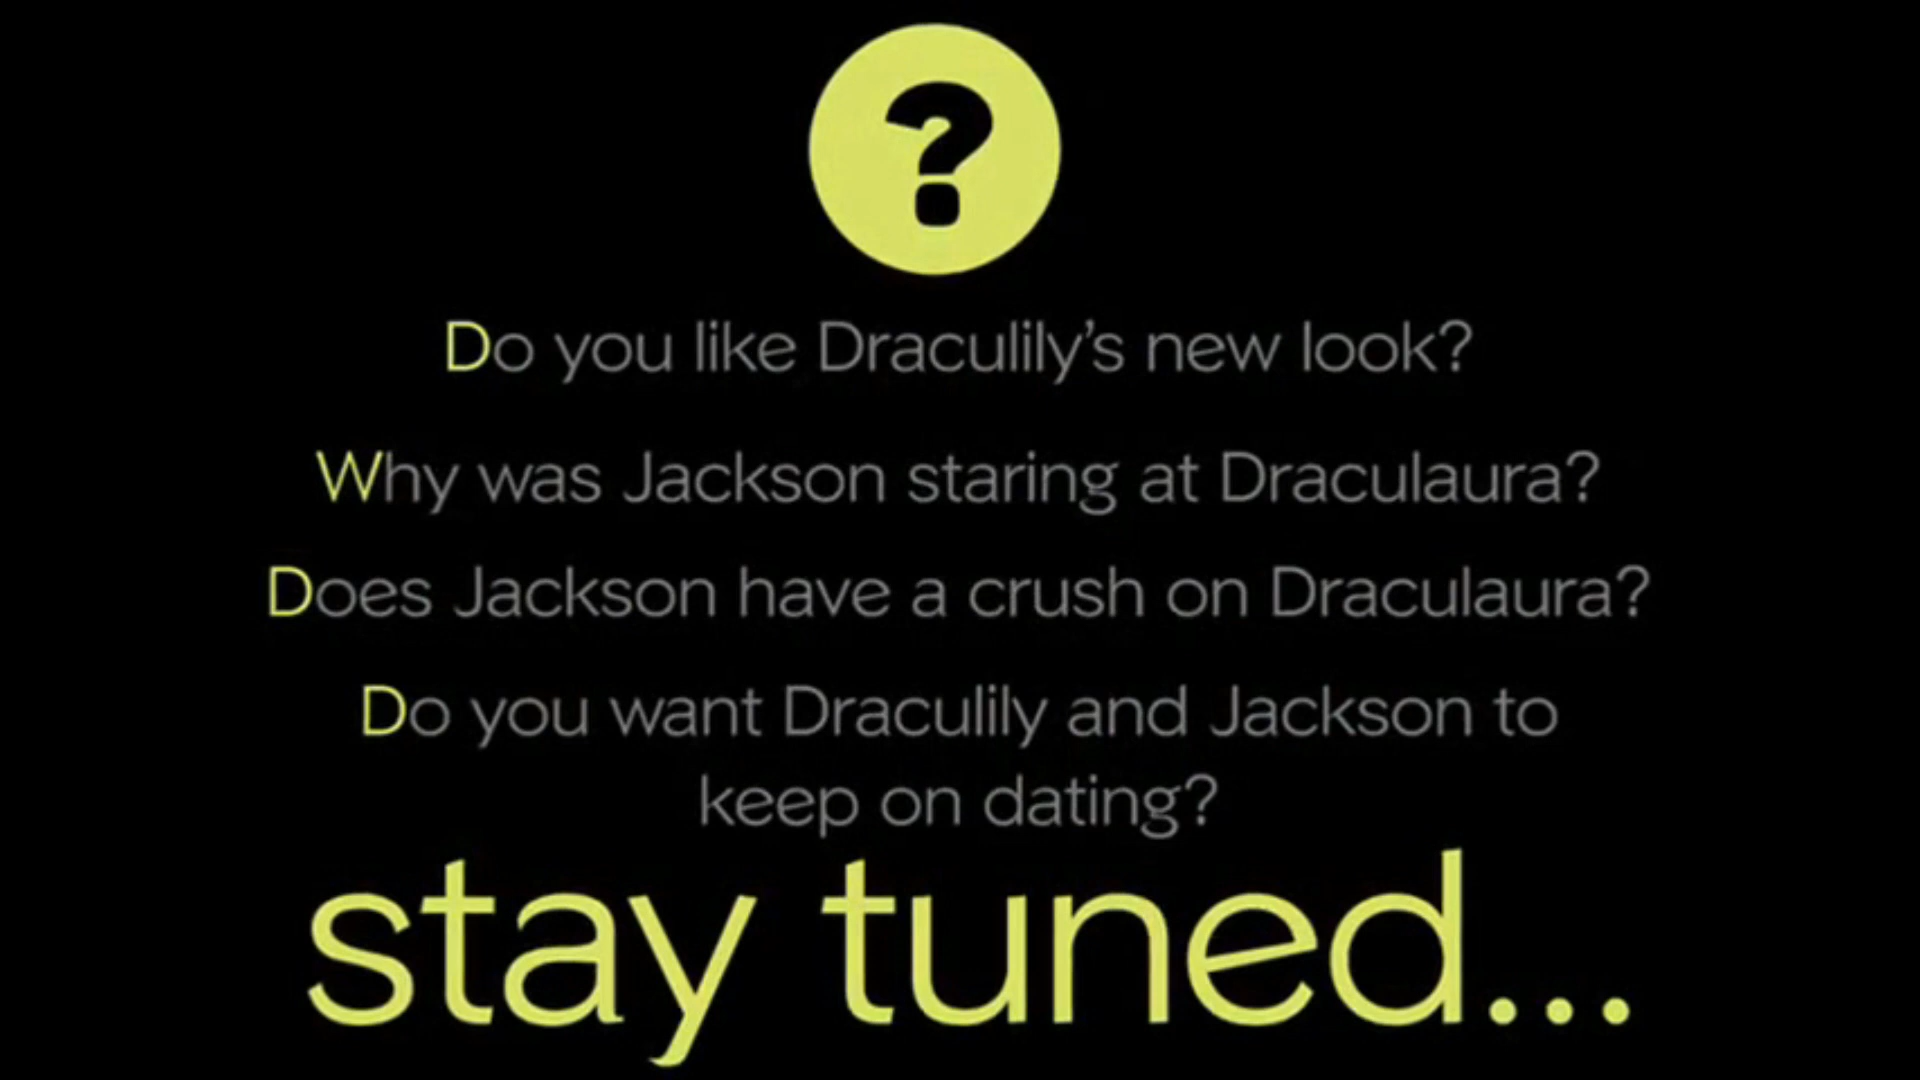 ?
Do you like Draculily’s new look?
Why was Jackson staring at Draculaura?
Does Jackson have a crush on Draculaura?
Do you want Draculily and Jackson to
keep on dating?
stay tuned...